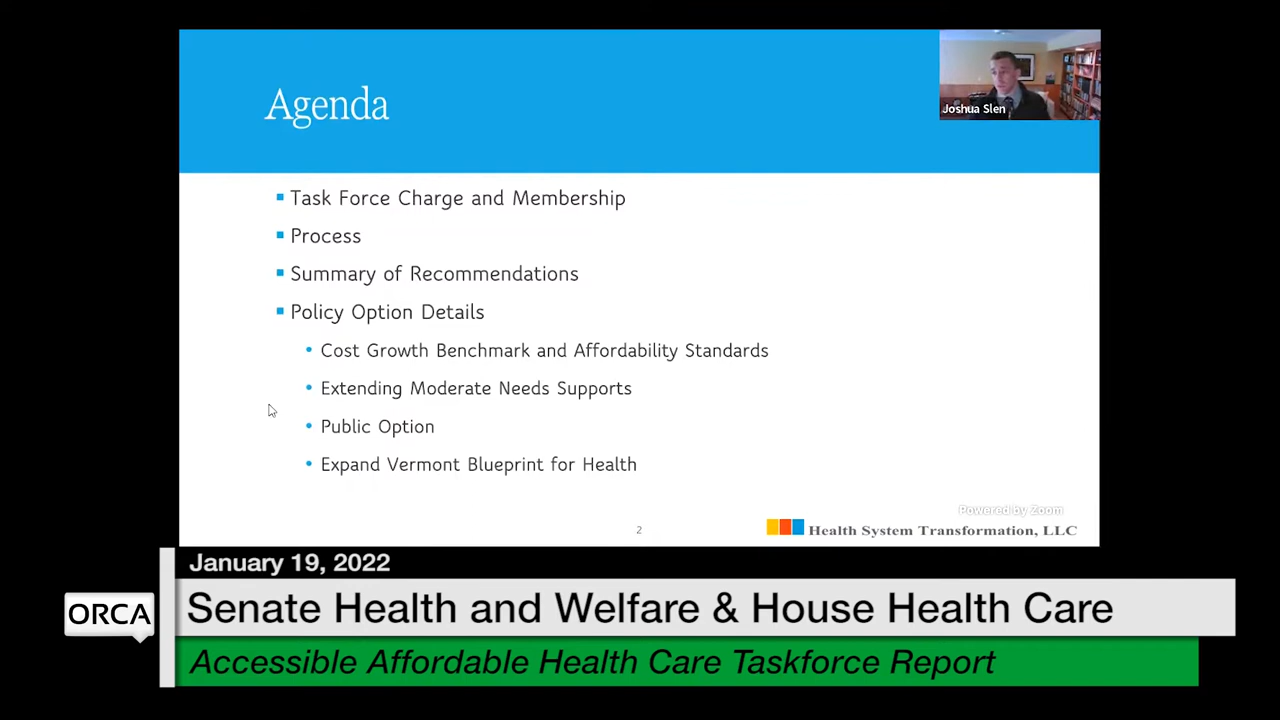 Agenda
Joshua Slen
Task Force Charge and Membership
Process
Summary of Recommendations
Policy Option Details
Cost Growth Benchmark and Affordability Standards
Extending Moderate Needs Supports
Public Option
Expand Vermont Blueprint for Health
Powered by Zoom
2
Health System Transformation, LLC
January 19, 2022
ORCA
Senate Health and Welfare & House Health Care
Accessible Affordable Health Care Taskforce Report